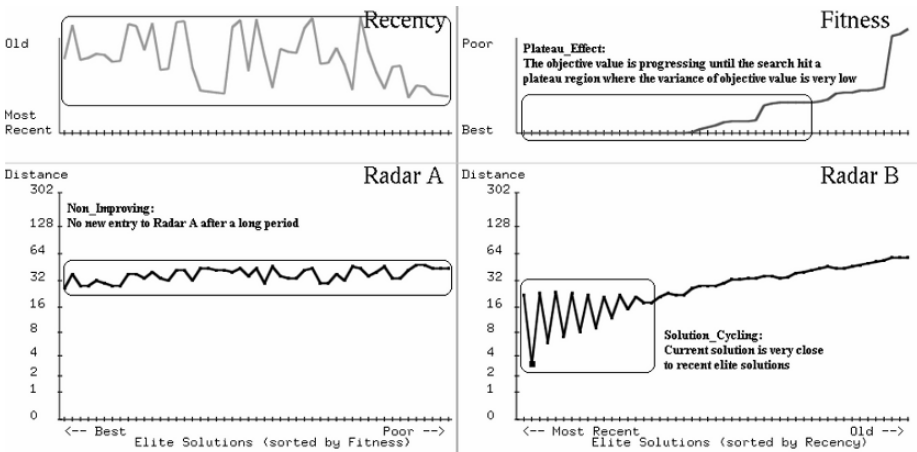 Recency
Old
Most
Recent
Fitness
Poor
Plateau_Effect:
The objective value is progressing until the search hit a
plateau region where the variance of objective value is very low
Best
Distance
Radar A
302
128
64
32
16
8
4
2
1
0
Non_Improving:
No new entry to Radar A after a long period
<-- Best
Poor -->
Elite Solutions (sorted by Fitness)
Distance
Radar B
302
128
64
32
16
8
4
2
1
0
Solution_Cycling:
Current solution is very close
to recent elite solutions
<-- Most Recent
Old -->
Elite Solutions (sorted by Recency)